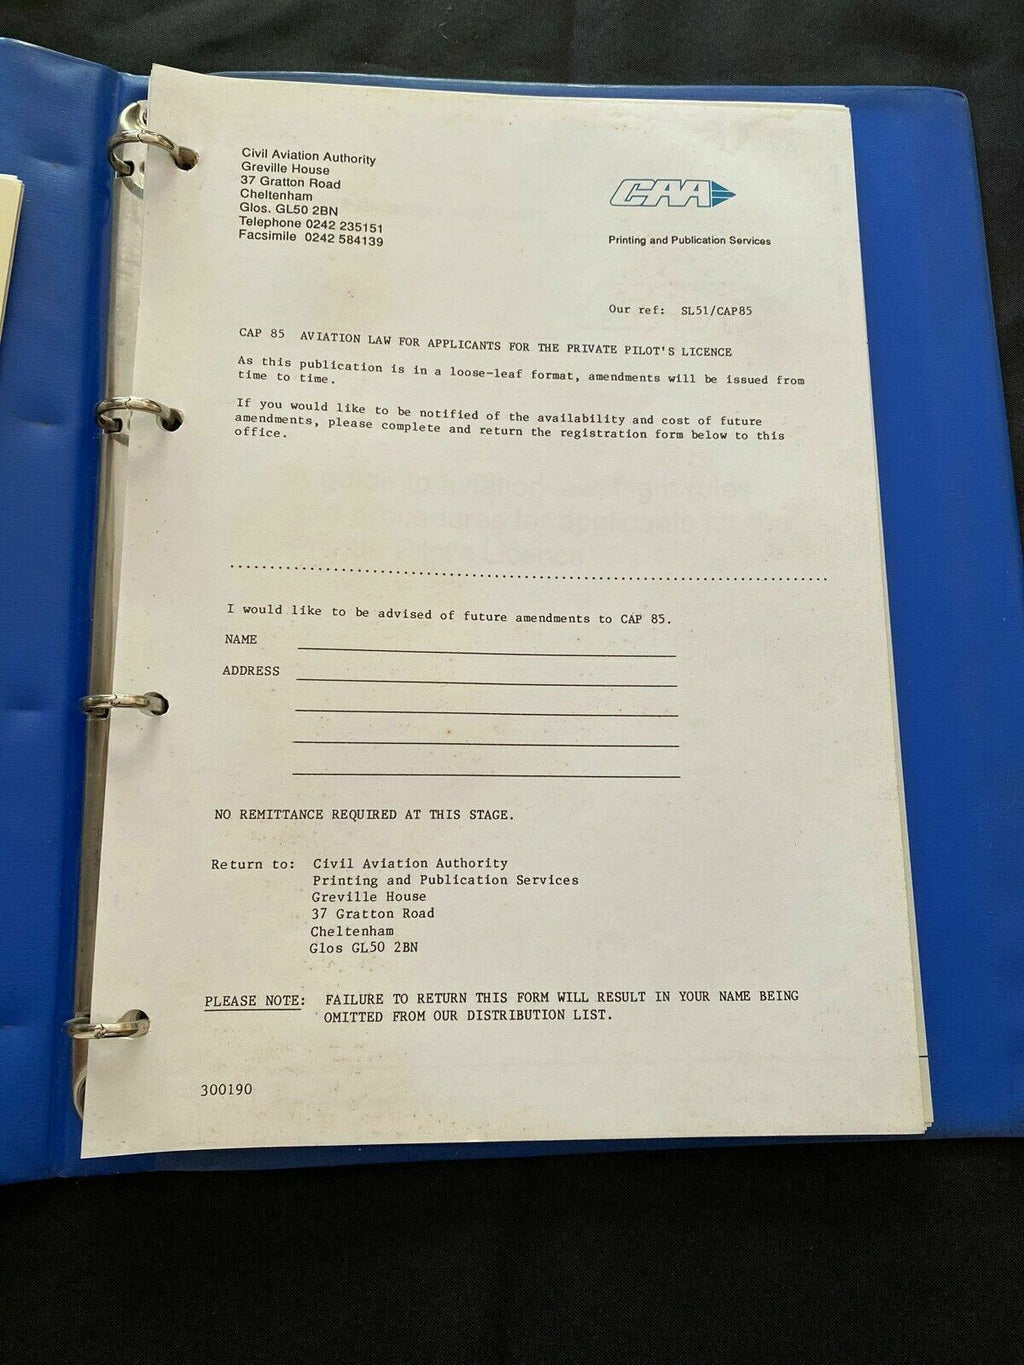 Civil Aviation Authority
Greville House
37 Gratton Road
Cheltenham
Glos. GL50 2BN
Telephone 0242 235151
Facsimile 0242 584139
CAA
Printing and Publication Services
Our ref: SL51/CAP85
CAP 85 AVIATION LAW FOR APPLICANTS FOR THE PRIVATE PILOT'S LICENCE
As this publication is in a loose-leaf format, amendments will be issued from
time to time.
If you would like to be notified of the availability and cost of future
amendments, please complete and return the registration form below to this
office.
I would like to be advised of future amendments to CAP 85.
NAME
ADDRESS
NO REMITTANCE REQUIRED AT THIS STAGE.
Return to: Civil Aviation Authority
Printing and Publication Services
Greville House
37 Gratton Road
Cheltenham
Glos GL50 2BN
PLEASE NOTE: FAILURE TO RETURN THIS FORM WILL RESULT IN YOUR NAME BEING
OMITTED FROM OUR DISTRIBUTION LIST.
300190